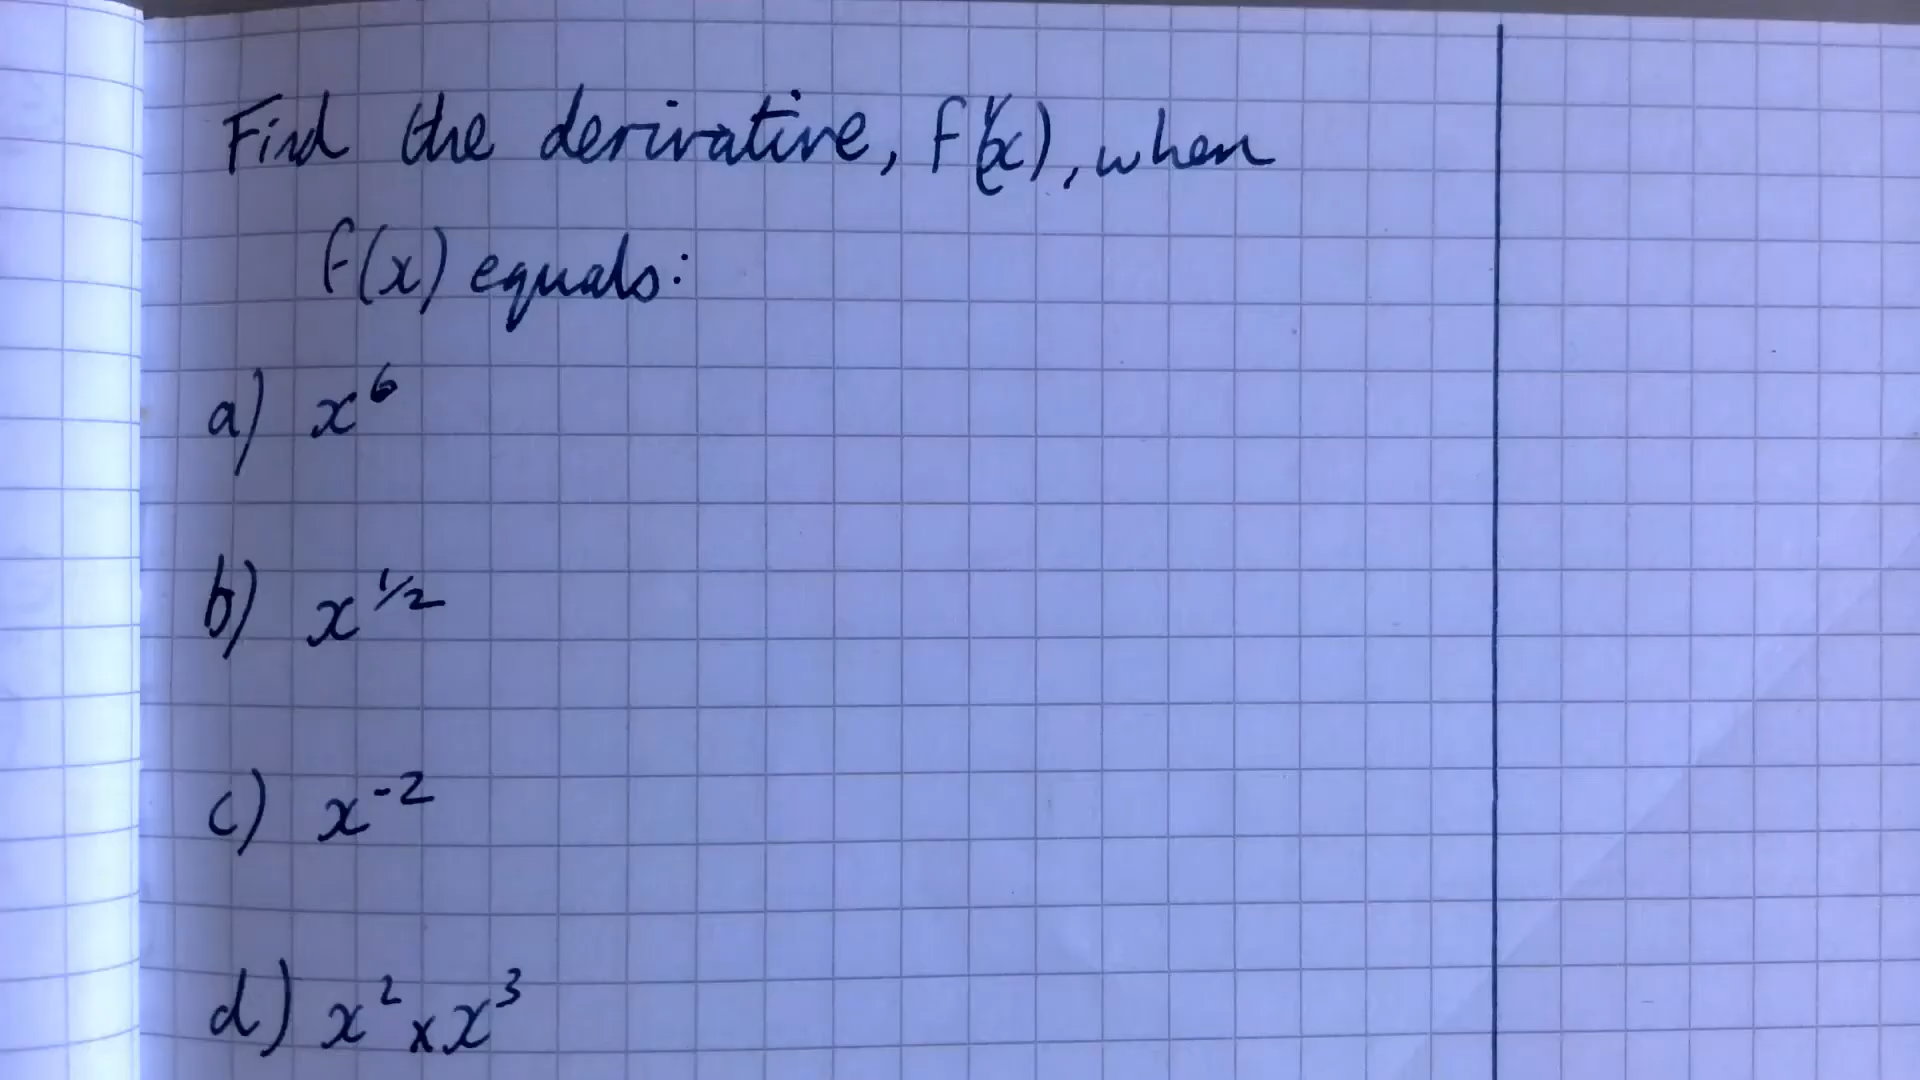 Find the derivative, f'(x), when
f(x) equals:
a) x⁶
b) x^1/2
c) x⁻²
d) x² × x³